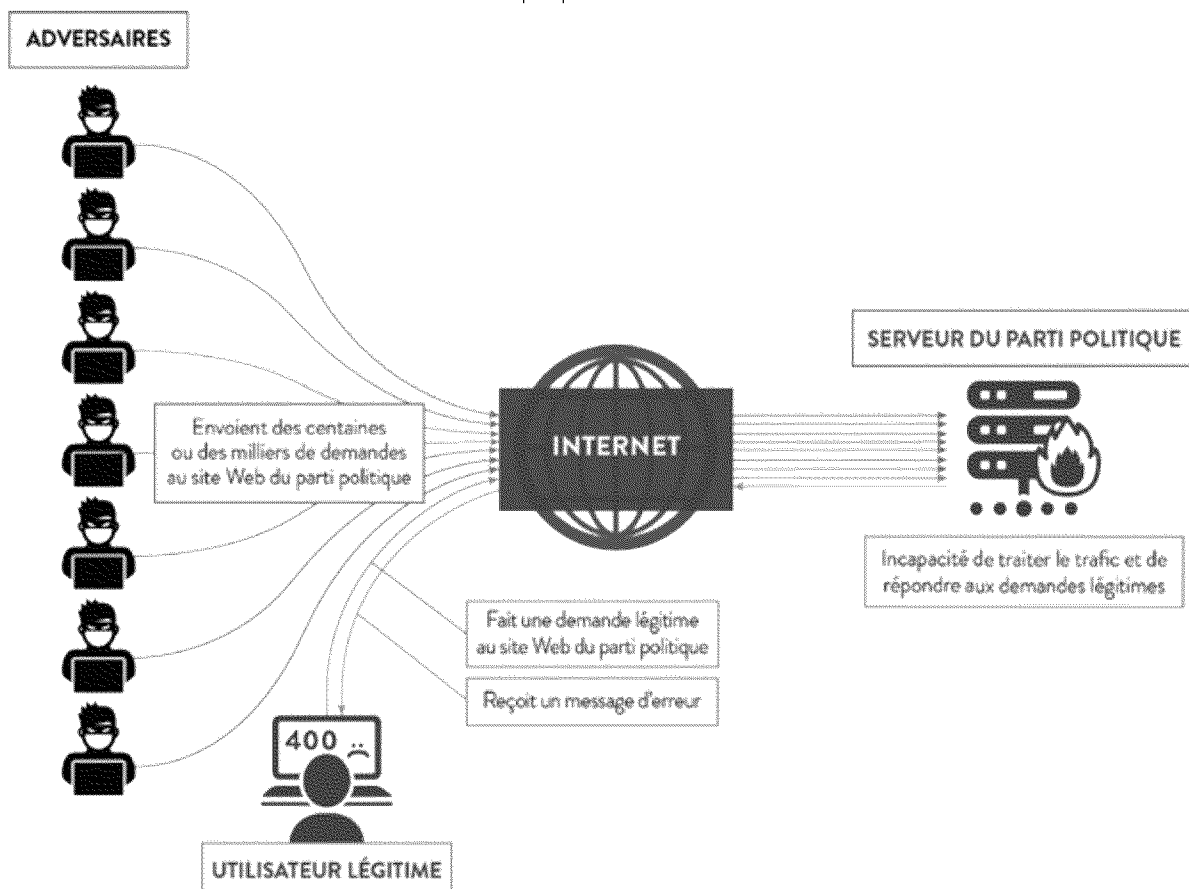 ADVERSAIRES
Envoient des centaines
ou des milliers de demandes
au site Web du parti politique
INTERNET
SERVEUR DU PARTI POLITIQUE
Incapacité de traiter le trafic et de
répondre aux demandes légitimes
Fait une demande légitime
au site Web du parti politique
Reçoit un message d'erreur
400
UTILISATEUR LÉGITIME